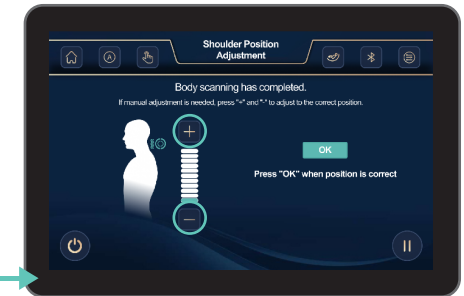 Shoulder Position
Adjustment
Body scanning has completed.
If manual adjustment is needed, press "+" and "-" to adjust to the correct position.
OK
Press "OK" when position is correct